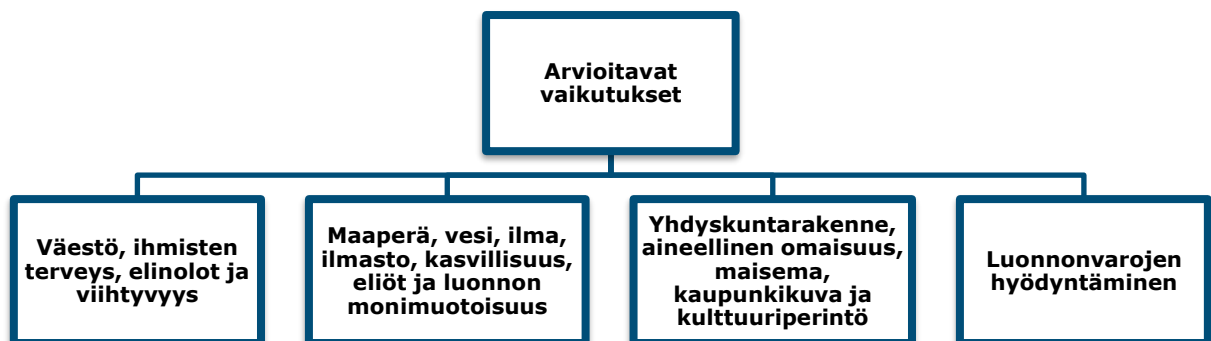 Arvioitavat
vaikutukset
Väestö, ihmisten
terveys, elinolot ja
viihtyvyys
Maaperä, vesi, ilma,
ilmasto, kasvillisuus,
eliöt ja luonnon
monimuotoisuus
Yhdyskuntarakenne,
aineellinen omaisuus,
maisema,
kaupunkikuva ja
kulttuuriperintö
Luonnonvarojen
hyödyntäminen